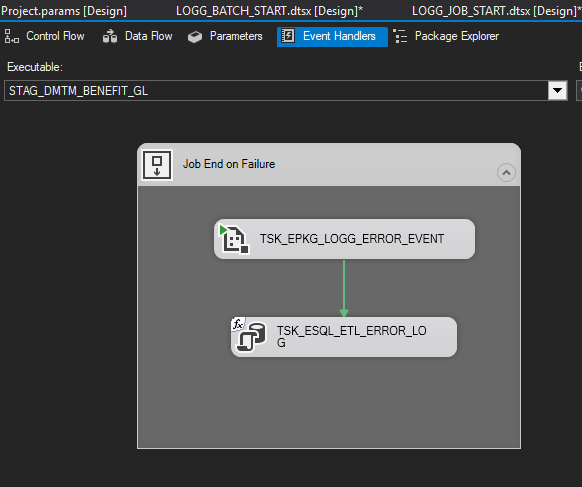 Project.params [Design]
LOGG_BATCH_START.dtsx [Design]*
LOGG_JOB_START.dtsx [Design]*
Control Flow
Data Flow
Parameters
Event Handlers
Package Explorer
Executable:
STAG_DMTM_BENEFIT_GL
Job End on Failure
TSK_EPKG_LOGG_ERROR_EVENT
fx
TSK_ESQL_ETL_ERROR_LO
G